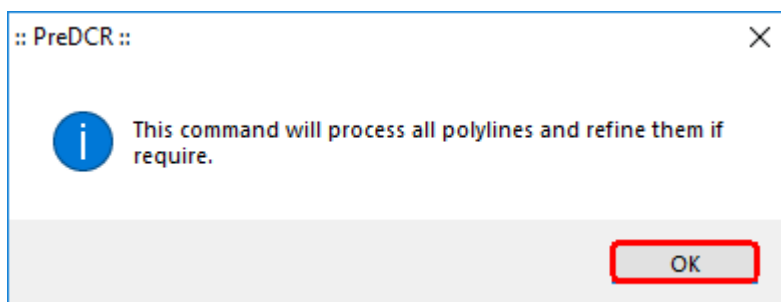 :: PreDCR ::
This command will process all polylines and refine them if
require.
OK